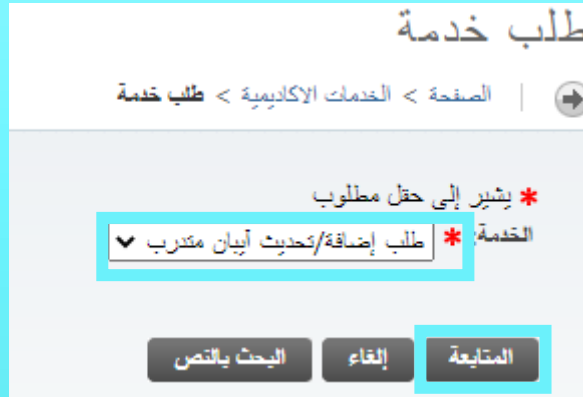 طلب خدمة
الصفحة > الخدمات الاكاديمية > طلب خدمة
* يشير إلى حقل مطلوب
الخدمة: * طلب إضافة/تحديث أيبان متدرب
المتابعة إلغاء البحث بالنص